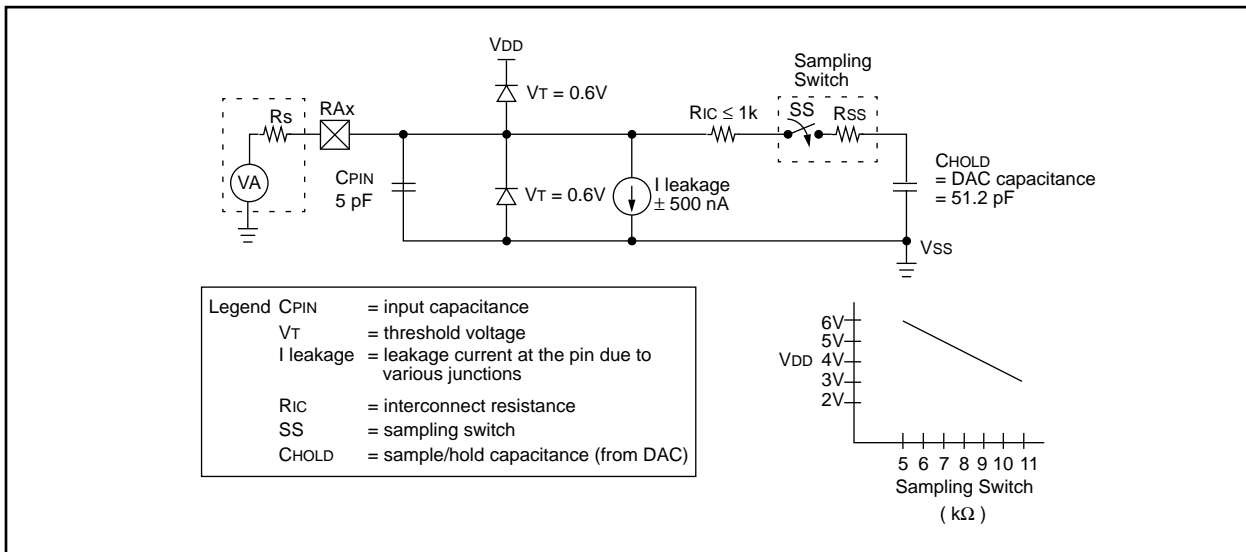 VDD
Sampling
Switch
VT = 0.6V
RS
RAx
RIC ≤ 1k
SS
RSS
VA
CPIN
5 pF
VT = 0.6V
I leakage
± 500 nA
CHOLD
= DAC capacitance
= 51.2 pF
VSS
Legend CPIN = input capacitance
VT = threshold voltage
I leakage = leakage current at the pin due to
various junctions
RIC = interconnect resistance
SS = sampling switch
CHOLD = sample/hold capacitance (from DAC)
6V
5V
VDD 4V
3V
2V
5 6 7 8 9 10 11
Sampling Switch
( kΩ )